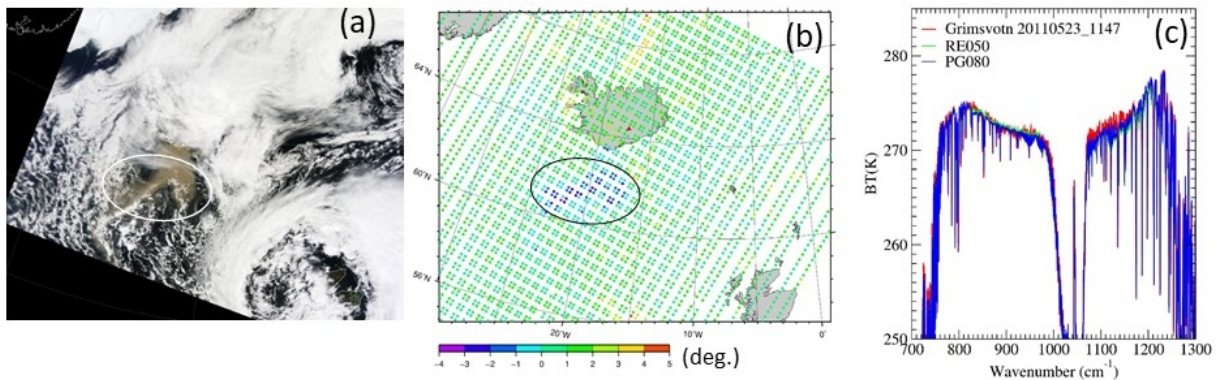 (a)
(b)
64˚N
60˚N
56˚N
20˚W
10˚W
0˚
-4 -3 -2 -1 0 1 2 3 4 5
(deg.)
(c)
Grimsvotn 20110523_1147
RE050
PG080
280
270
260
250
BT(K)
700 800 900 1000 1100 1200 1300
Wavenumber (cm⁻¹)